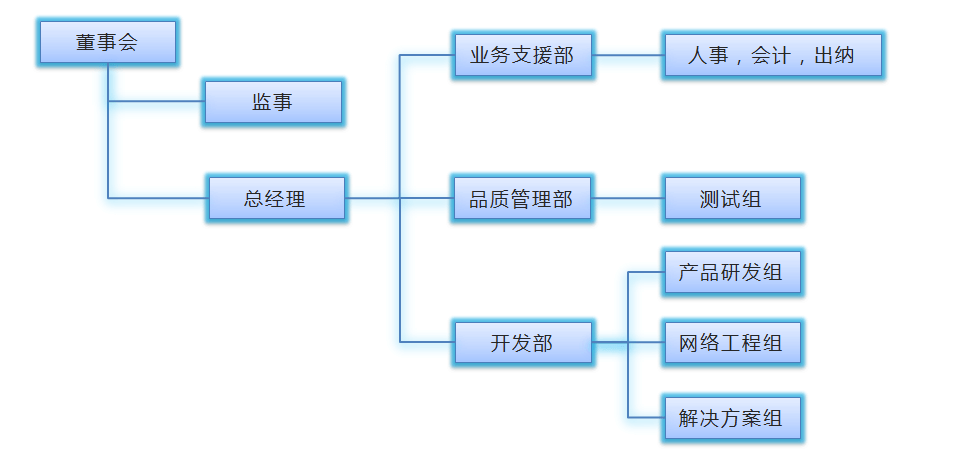 董事会
监事
总经理
业务支援部
人事，会计，出纳
品质管理部
测试组
开发部
产品研发组
网络工程组
解决方案组